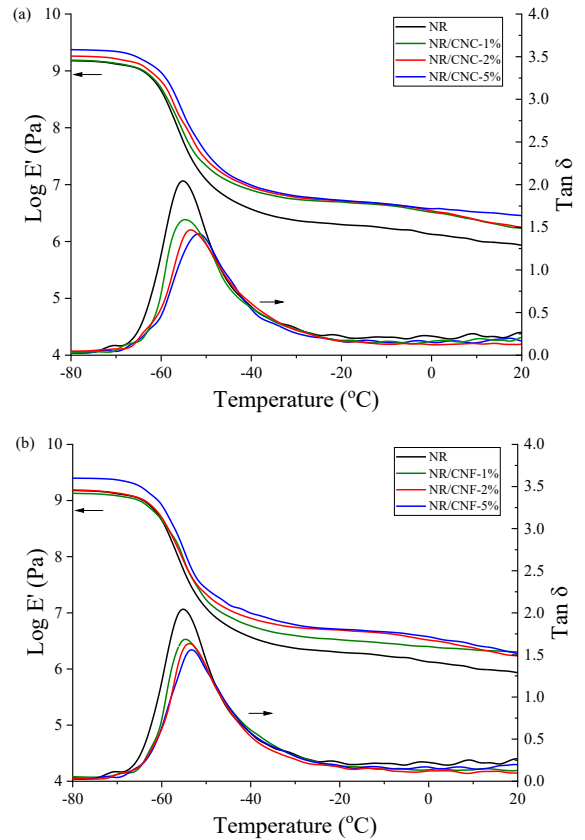 (a)
NR
NR/CNC-1%
NR/CNC-2%
NR/CNC-5%
Log E' (Pa)
10
9
8
7
6
5
4
Tan δ
4.0
3.5
3.0
2.5
2.0
1.5
1.0
0.5
0.0
-80 -60 -40 -20 0 20
Temperature (°C)
(b)
NR
NR/CNF-1%
NR/CNF-2%
NR/CNF-5%
Log E' (Pa)
10
9
8
7
6
5
4
Tan δ
4.0
3.5
3.0
2.5
2.0
1.5
1.0
0.5
0.0
-80 -60 -40 -20 0 20
Temperature (°C)